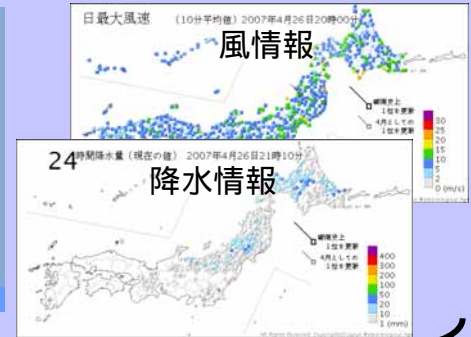 日最大風速 (10分平均値) 2007年4月26日20時00分
風情報
観測史上
1位を更新
4月としての
1位を更新
30
25
20
15
10
5
2
0 (m/s)
24時間降水量(現在の値) 2007年4月26日21時10分
降水情報
観測史上
1位を更新
4月としての
1位を更新
400
300
200
100
50
20
10
1 (mm)